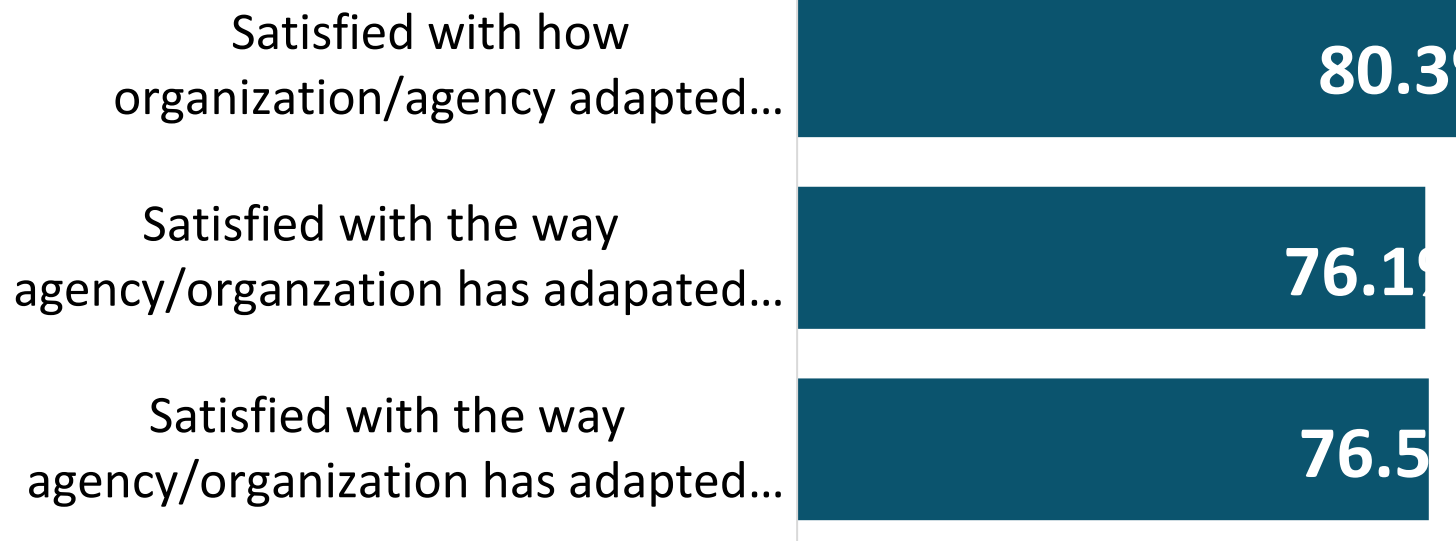 Satisfied with how
organization/agency adapted...
80.3%
Satisfied with the way
agency/organzation has adapated...
76.1%
Satisfied with the way
agency/organization has adapted...
76.5